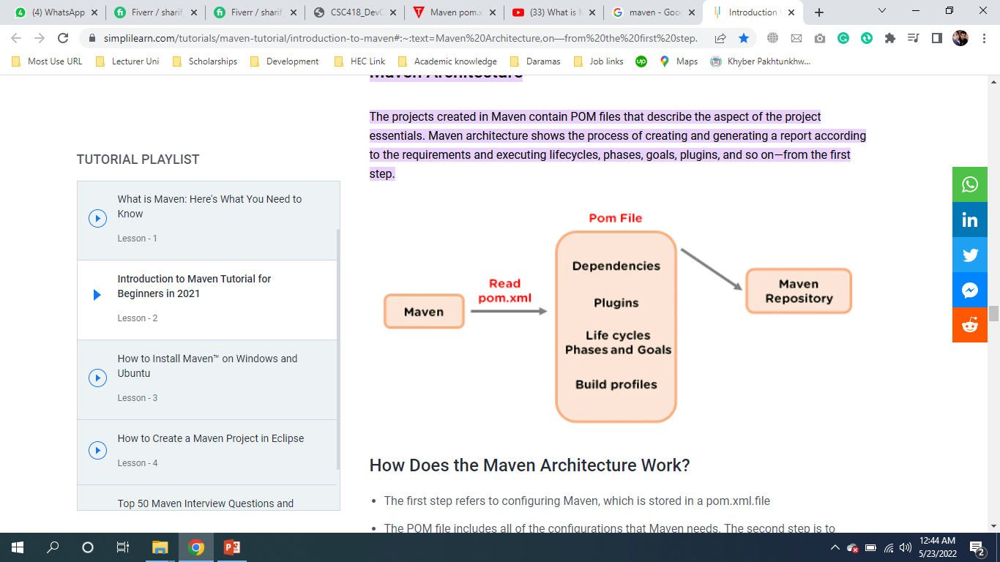 (4) WhatsApp
Fiverr / sharif
Fiverr / sharif
CSC418_DevO
Maven pom.x
(33) What is M
maven - Goo
Introduction t
simplilearn.com/tutorials/maven-tutorial/introduction-to-maven#:~:text=Maven%20Architecture,on—from%20the%20first%20step.
Most Use URL
Lecturer Uni
Scholarships
Development
HEC Link
Academic knowledge
Daramas
Job links
up
Maps
Khyber Pakhtunkhw...
Maven Architecture
The projects created in Maven contain POM files that describe the aspect of the project
essentials. Maven architecture shows the process of creating and generating a report according
to the requirements and executing lifecycles, phases, goals, plugins, and so on—from the first
step.
TUTORIAL PLAYLIST
What is Maven: Here's What You Need to
Know
Lesson - 1
Introduction to Maven Tutorial for
Beginners in 2021
Lesson - 2
How to Install Maven™ on Windows and
Ubuntu
Lesson - 3
How to Create a Maven Project in Eclipse
Lesson - 4
Top 50 Maven Interview Questions and
Pom File
Maven
Read
pom.xml
Dependencies
Plugins
Life cycles
Phases and Goals
Build profiles
Maven
Repository
How Does the Maven Architecture Work?
• The first step refers to configuring Maven, which is stored in a pom.xml.file
• The POM file includes all of the configurations that Maven needs. The second step is to
12:44 AM
5/23/2022
2